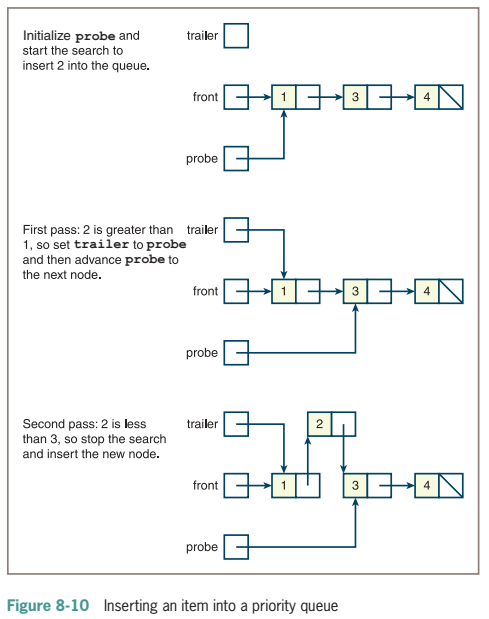 Initialize probe and
start the search to
insert 2 into the queue.
trailer
front
1
3
4
probe
First pass: 2 is greater than
1, so set trailer to probe
and then advance probe to
the next node.
trailer
front
1
3
4
probe
Second pass: 2 is less
than 3, so stop the search
and insert the new node.
trailer
2
front
1
3
4
probe
Figure 8-10 Inserting an item into a priority queue